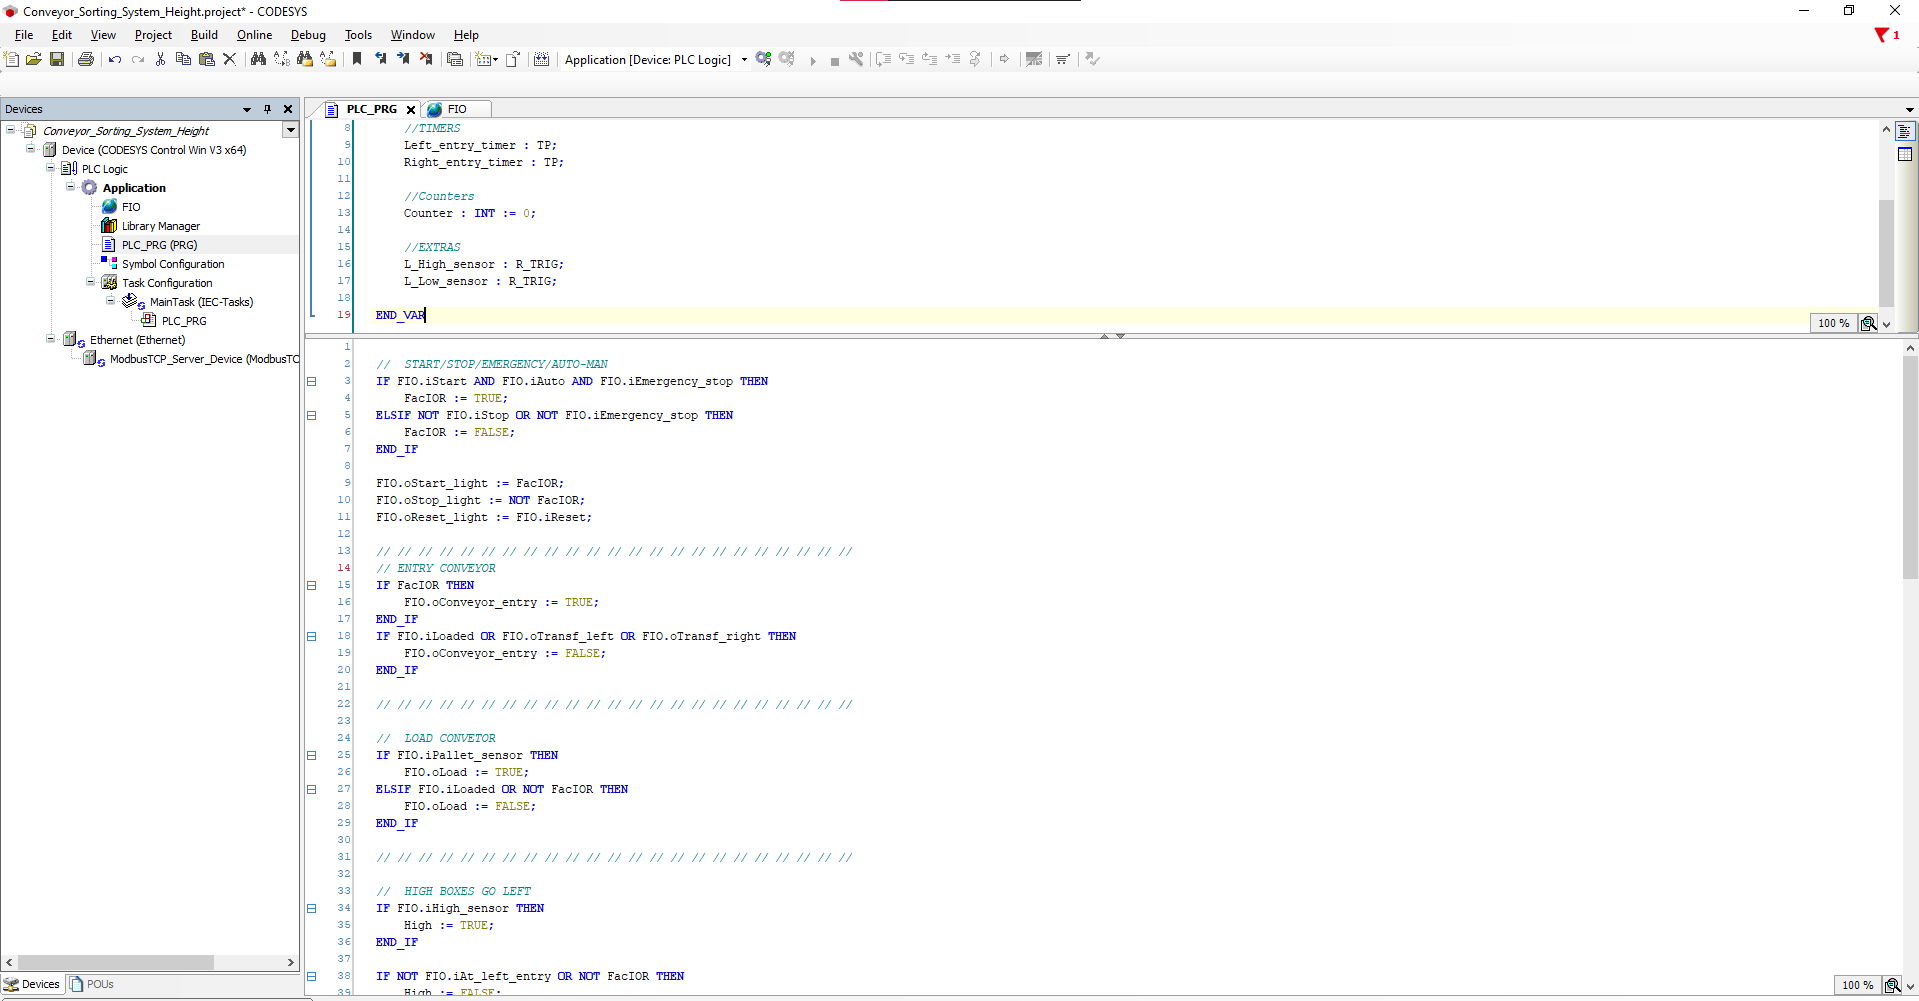 Conveyor_Sorting_System_Height.project* - CODESYS
File Edit View Project Build Online Debug Tools Window Help
1
Application [Device: PLC Logic]
Devices
Conveyor_Sorting_System_Height
Device (CODESYS Control Win V3 x64)
PLC Logic
Application
FIO
Library Manager
PLC_PRG (PRG)
Symbol Configuration
Task Configuration
MainTask (IEC-Tasks)
PLC_PRG
Ethernet (Ethernet)
ModbusTCP_Server_Device (ModbusTC
Devices POUs
PLC_PRG FIO
8 //TIMERS
9 Left_entry_timer : TP;
10 Right_entry_timer : TP;
11
12 //Counters
13 Counter : INT := 0;
14
15 //EXTRAS
16 L_High_sensor : R_TRIG;
17 L_Low_sensor : R_TRIG;
18
19 END_VAR
100 %
1
2 // START/STOP/EMERGENCY/AUTO-MAN
3 IF FIO.iStart AND FIO.iAuto AND FIO.iEmergency_stop THEN
4 FacIOR := TRUE;
5 ELSIF NOT FIO.iStop OR NOT FIO.iEmergency_stop THEN
6 FacIOR := FALSE;
7 END_IF
8
9 FIO.oStart_light := FacIOR;
10 FIO.oStop_light := NOT FacIOR;
11 FIO.oReset_light := FIO.iReset;
12
13 // // // // // // // // // // // // // // // // // // // // // // //
14 // ENTRY CONVEYOR
15 IF FacIOR THEN
16 FIO.oConveyor_entry := TRUE;
17 END_IF
18 IF FIO.iLoaded OR FIO.oTransf_left OR FIO.oTransf_right THEN
19 FIO.oConveyor_entry := FALSE;
20 END_IF
21
22 // // // // // // // // // // // // // // // // // // // // // // //
23
24 // LOAD CONVETOR
25 IF FIO.iPallet_sensor THEN
26 FIO.oLoad := TRUE;
27 ELSIF FIO.iLoaded OR NOT FacIOR THEN
28 FIO.oLoad := FALSE;
29 END_IF
30
31 // // // // // // // // // // // // // // // // // // // // // // //
32
33 // HIGH BOXES GO LEFT
34 IF FIO.iHigh_sensor THEN
35 High := TRUE;
36 END_IF
37
38 IF NOT FIO.iAt_left_entry OR NOT FacIOR THEN
39 High := FALSE;
100 %